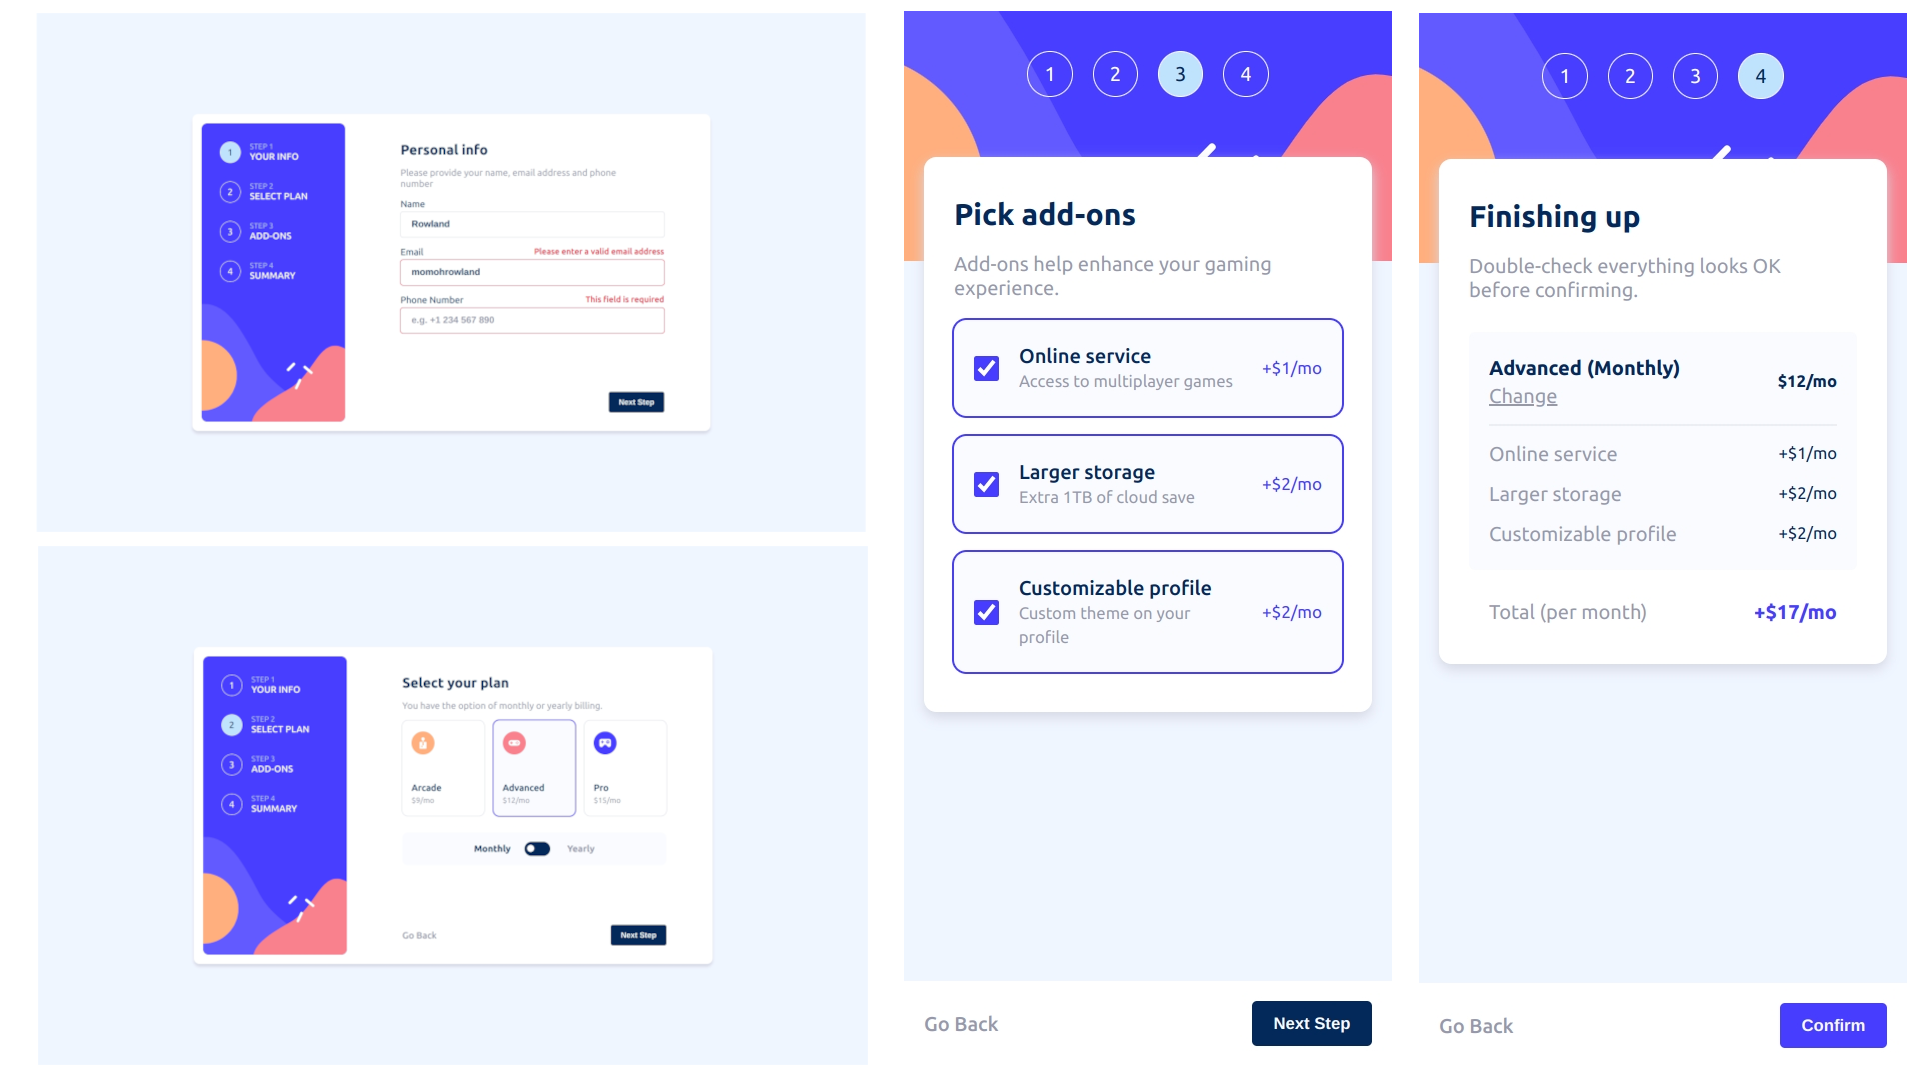 1
STEP 1
YOUR INFO
2
STEP 2
SELECT PLAN
3
STEP 3
ADD-ONS
4
STEP 4
SUMMARY
Personal info
Please provide your name, email address and phone
number
Name
Rowland
Email Please enter a valid email address
momohrowland
Phone Number This field is required
e.g. +1 234 567 890
Next Step
1
STEP 1
YOUR INFO
2
STEP 2
SELECT PLAN
3
STEP 3
ADD-ONS
4
STEP 4
SUMMARY
Select your plan
You have the option of monthly or yearly billing.
Arcade
$9/mo
Advanced
$12/mo
Pro
$15/mo
Monthly Yearly
Go Back Next Step
1 2 3 4
Pick add-ons
Add-ons help enhance your gaming
experience.
Online service
Access to multiplayer games
+$1/mo
Larger storage
Extra 1TB of cloud save
+$2/mo
Customizable profile
Custom theme on your
profile
+$2/mo
Go Back Next Step
1 2 3 4
Finishing up
Double-check everything looks OK
before confirming.
Advanced (Monthly)
Change
$12/mo
Online service +$1/mo
Larger storage +$2/mo
Customizable profile +$2/mo
Total (per month) +$17/mo
Go Back Confirm